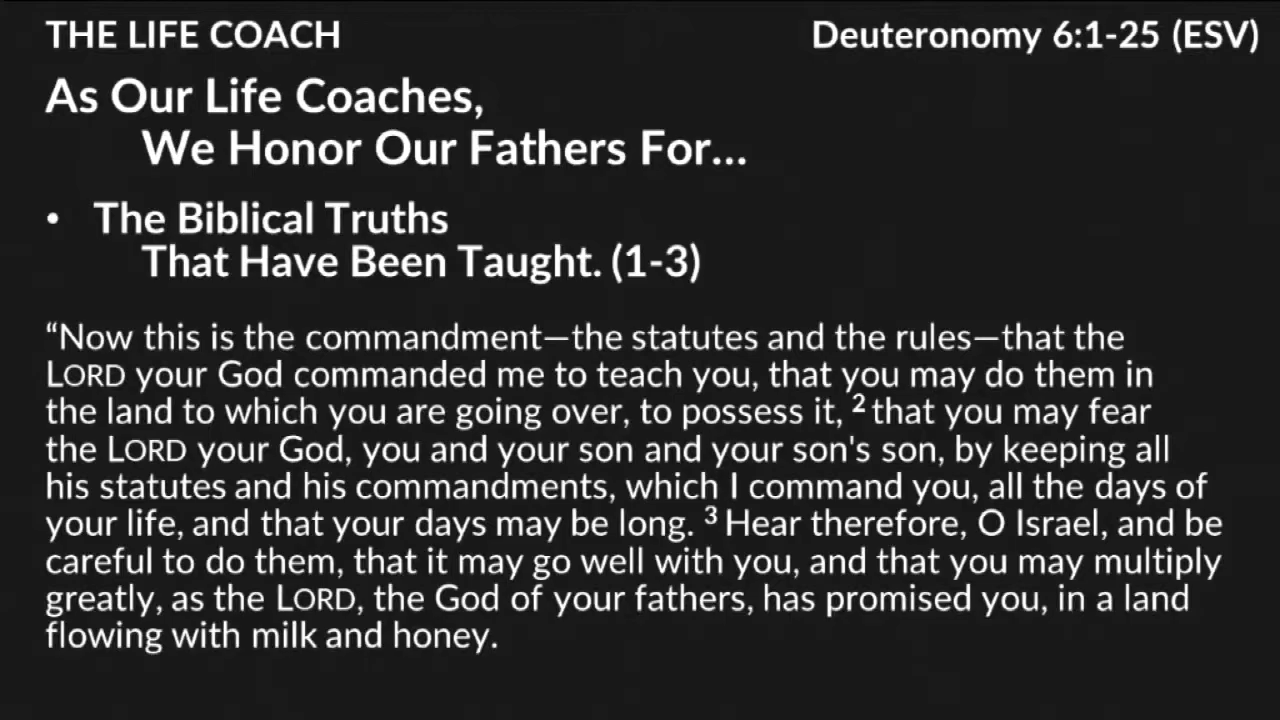 THE LIFE COACH
Deuteronomy 6:1-25 (ESV)
As Our Life Coaches,
We Honor Our Fathers For...
• The Biblical Truths
That Have Been Taught. (1-3)
“Now this is the commandment—the statutes and the rules—that the
LORD your God commanded me to teach you, that you may do them in
the land to which you are going over, to possess it, 2 that you may fear
the LORD your God, you and your son and your son's son, by keeping all
his statutes and his commandments, which I command you, all the days of
your life, and that your days may be long. 3 Hear therefore, O Israel, and be
careful to do them, that it may go well with you, and that you may multiply
greatly, as the LORD, the God of your fathers, has promised you, in a land
flowing with milk and honey.